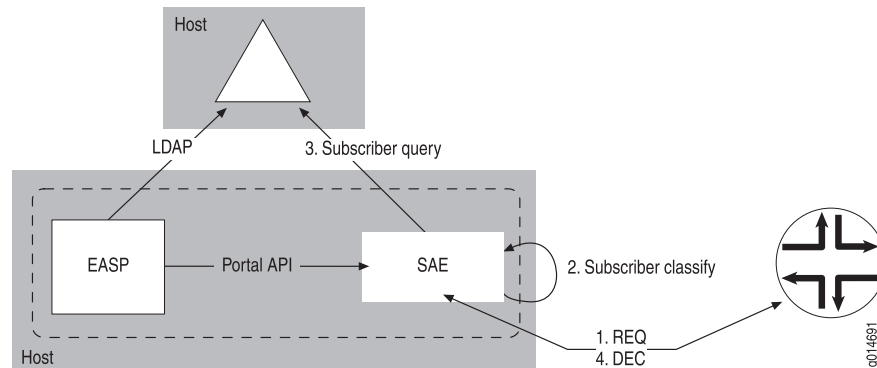 Host
LDAP
3. Subscriber query
EASP
Portal API
SAE
2. Subscriber classify
1. REQ
4. DEC
Host
g014691